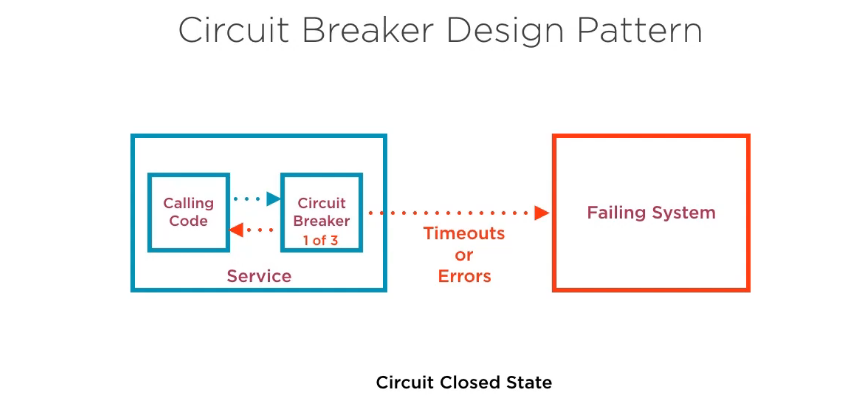 Circuit Breaker Design Pattern
Calling
Code
Circuit
Breaker
1 of 3
Service
Timeouts
or
Errors
Failing System
Circuit Closed State